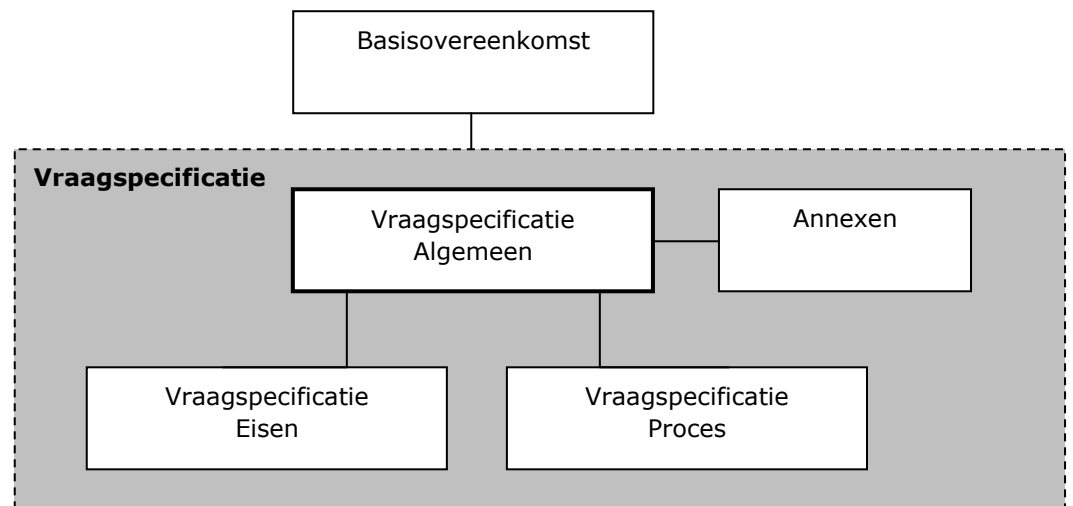 Basisovereenkomst
Vraagspecificatie
Vraagspecificatie
Algemeen
Annexen
Vraagspecificatie
Eisen
Vraagspecificatie
Proces